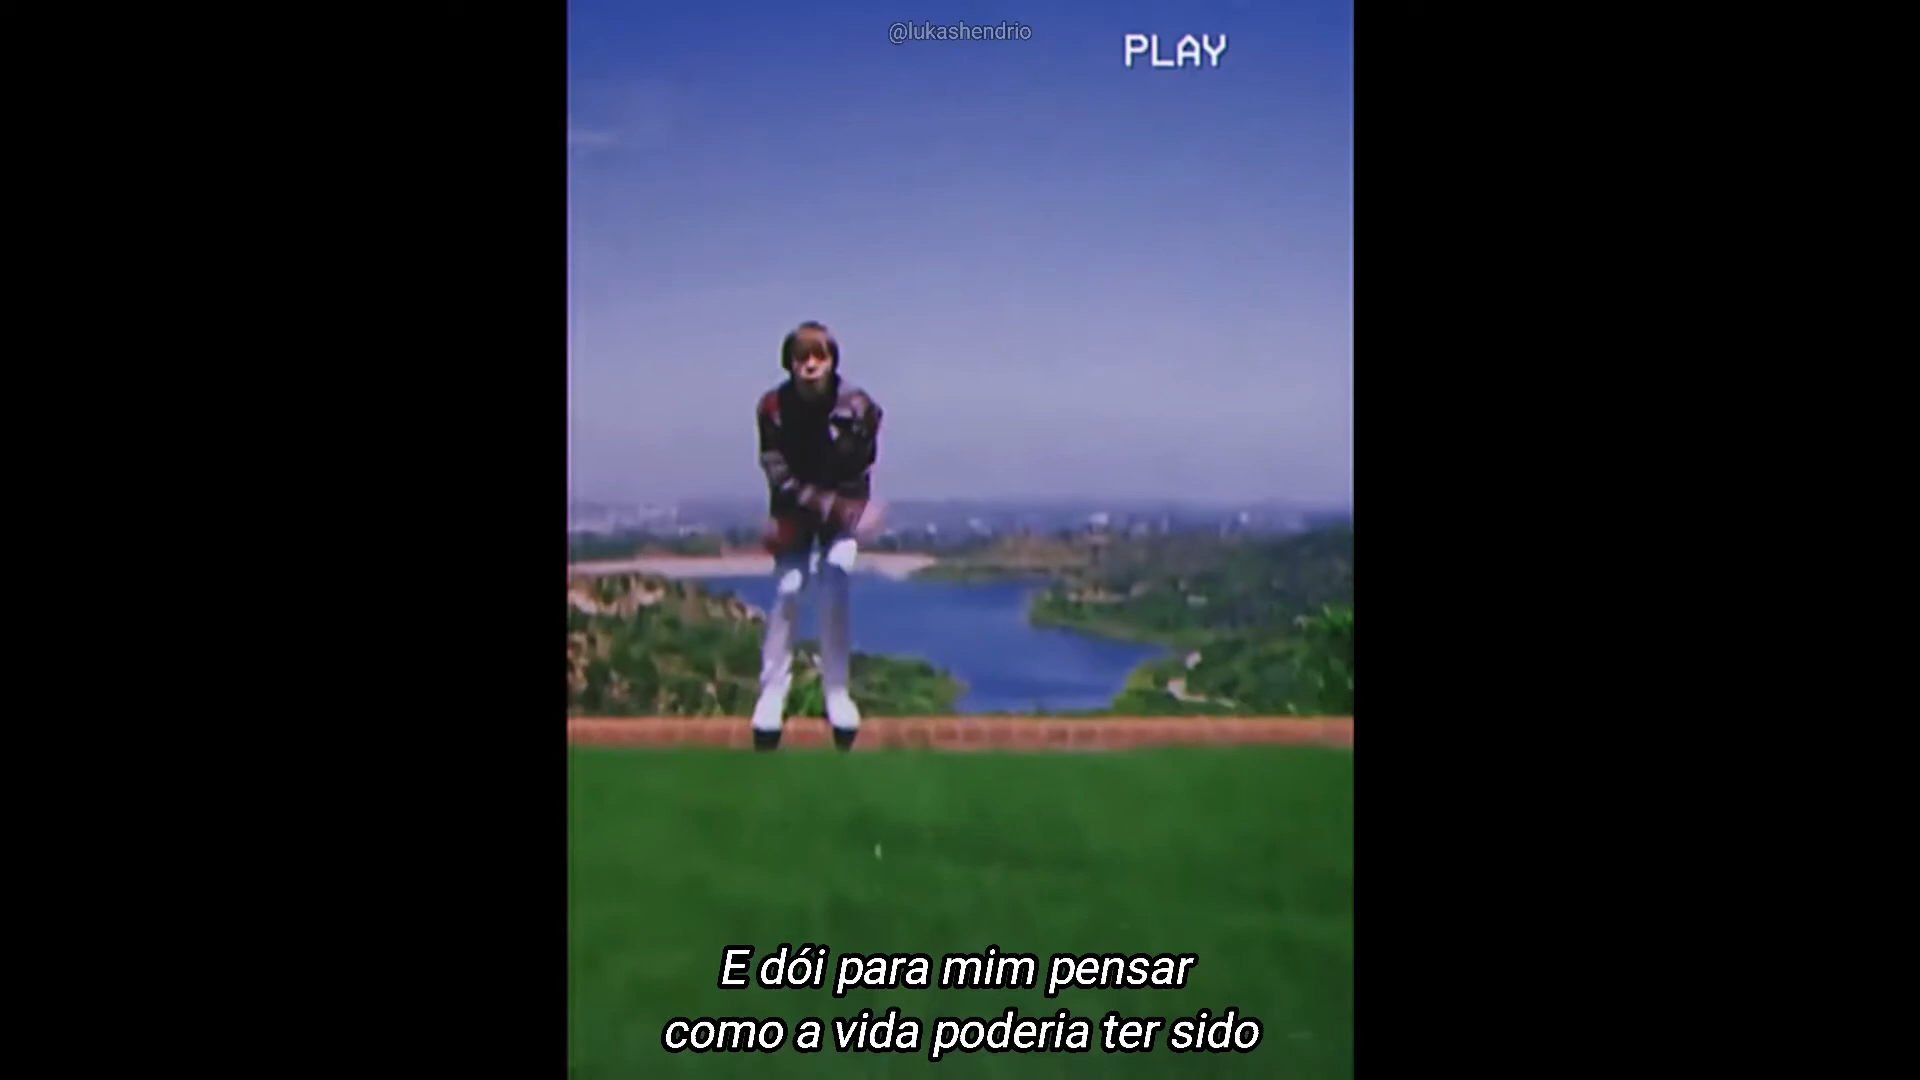 @lukashendrio
PLAY
E dói para mim pensar
como a vida poderia ter sido